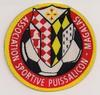 ASSOCIATION SPORTIVE PUISSALICON - MAGALAS